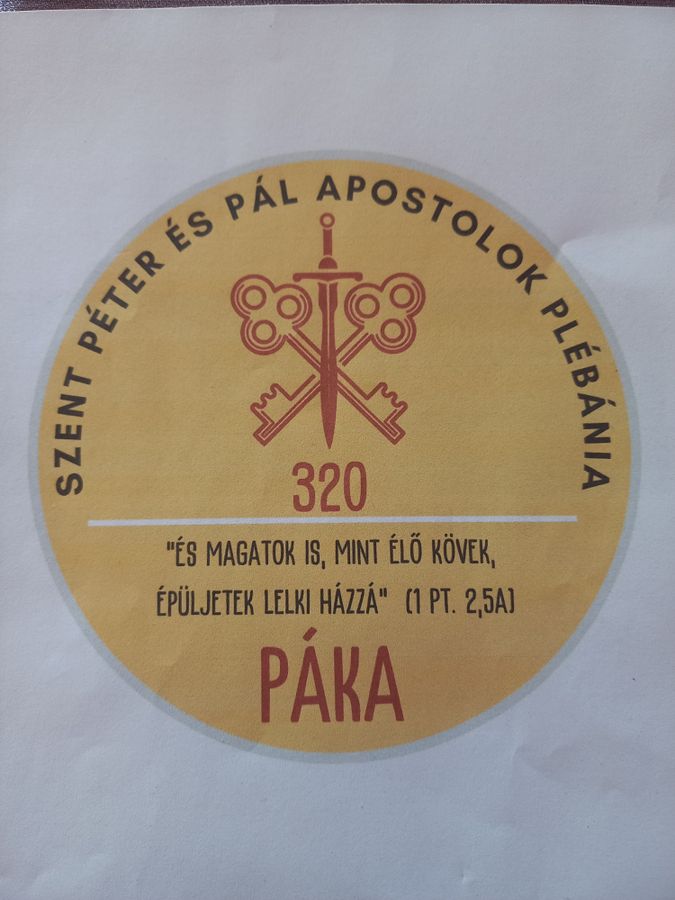 SZENT PÉTER ÉS PÁL APOSTOLOK PLÉBÁNIA
320
"ÉS MAGATOK IS, MINT ÉLŐ KÖVEK,
ÉPÜLJETEK LELKI HÁZZÁ" (1 PT. 2,5A)
PÁKA